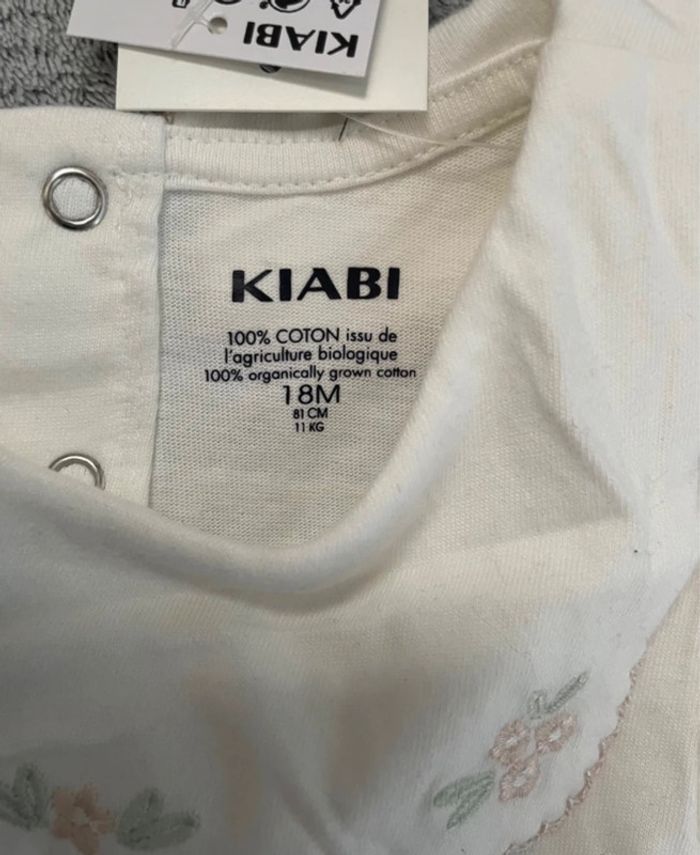 KIABI
KIABI
100% COTON issu de
l'agriculture biologique
100% organically grown cotton
18M
81 CM
11 KG